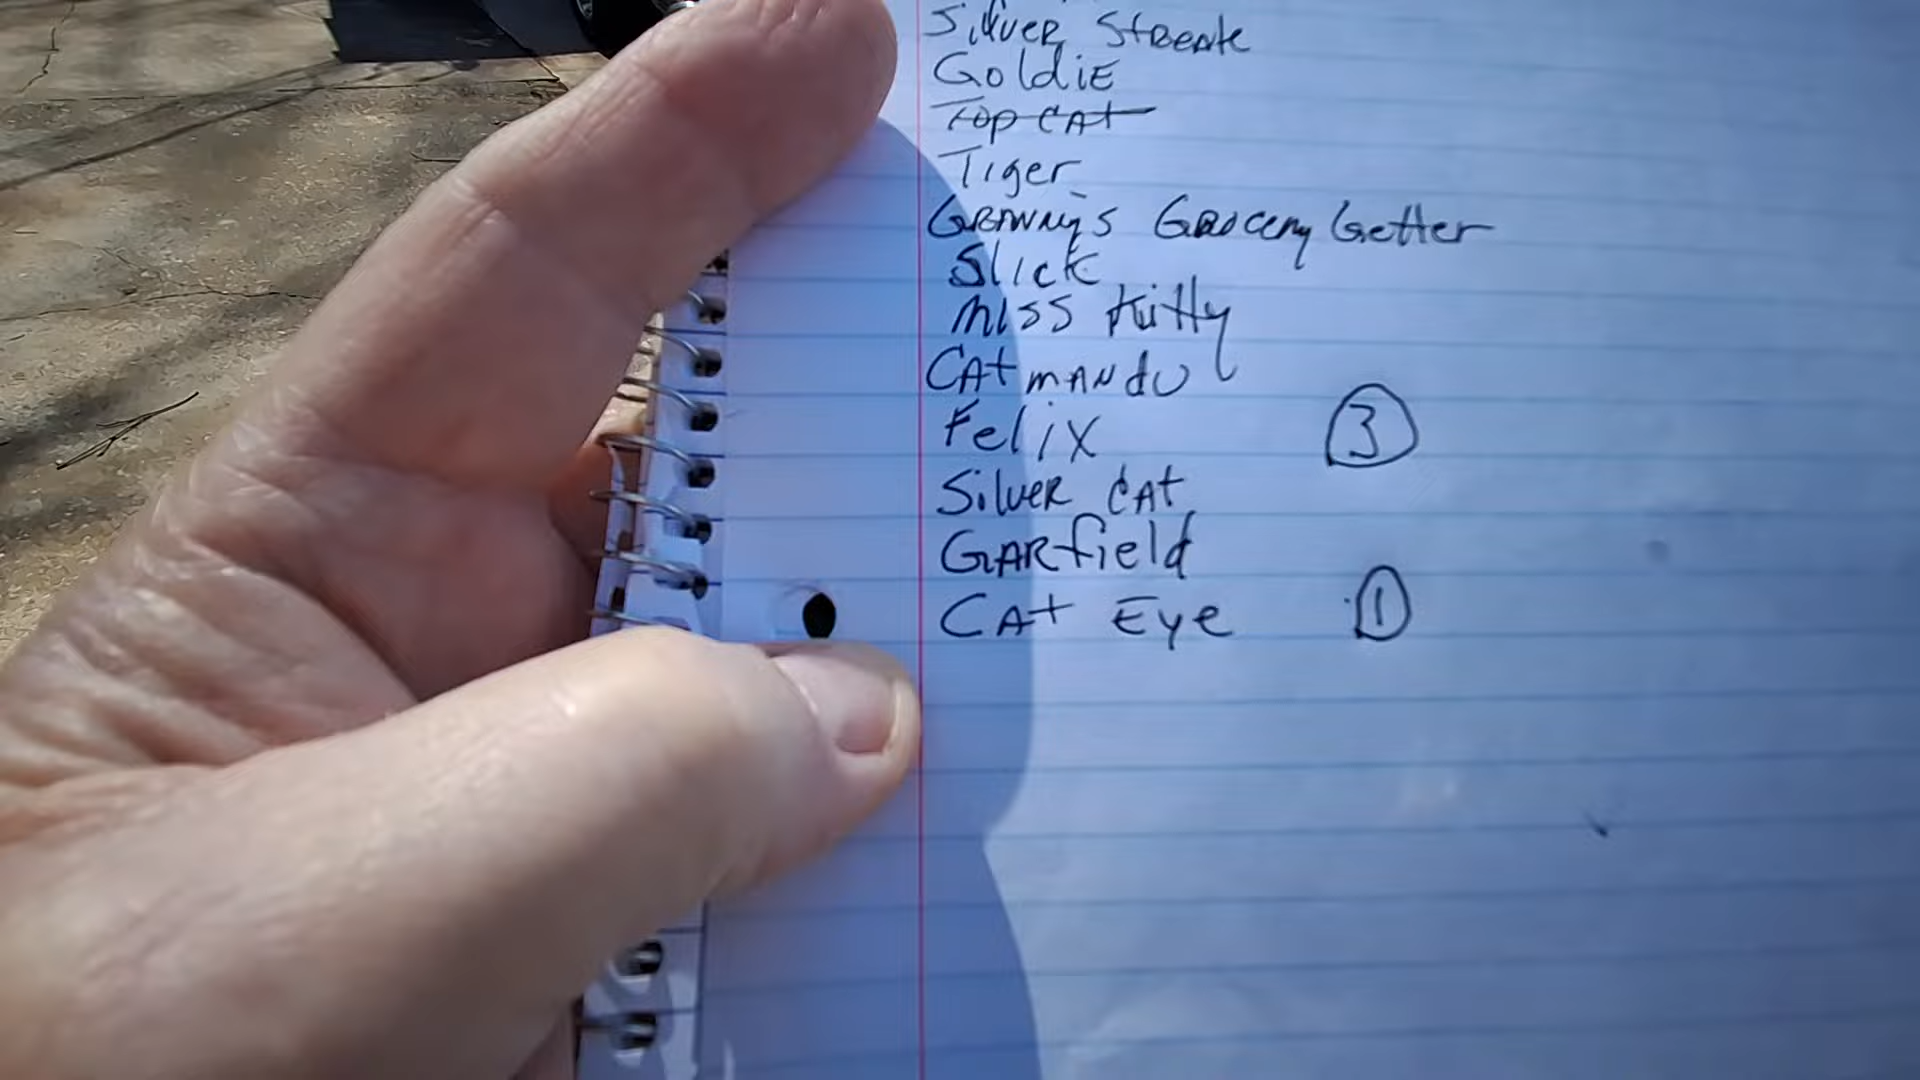 Silver Streak
Goldie
Top Cat
Tiger
Granny's Grocery Getter
Slick
Miss Kitty
Catmandu
Felix 3
Silver Cat
Garfield
Cat Eye 1